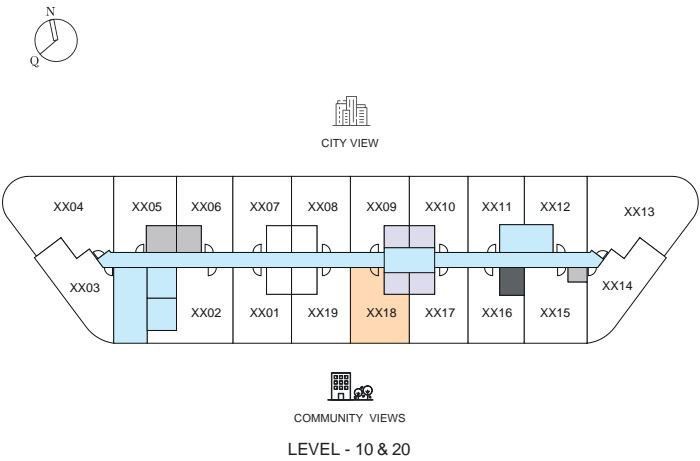 N
Q
CITY VIEW
XX04 XX05 XX06 XX07 XX08 XX09 XX10 XX11 XX12 XX13
XX03 XX14
XX02 XX01 XX19 XX18 XX17 XX16 XX15
COMMUNITY VIEWS
LEVEL - 10 & 20